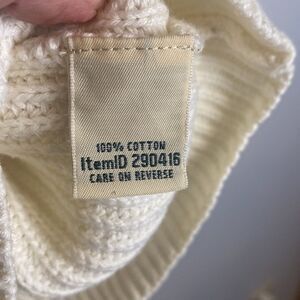 100% COTTON
ItemID 290416
CARE ON REVERSE